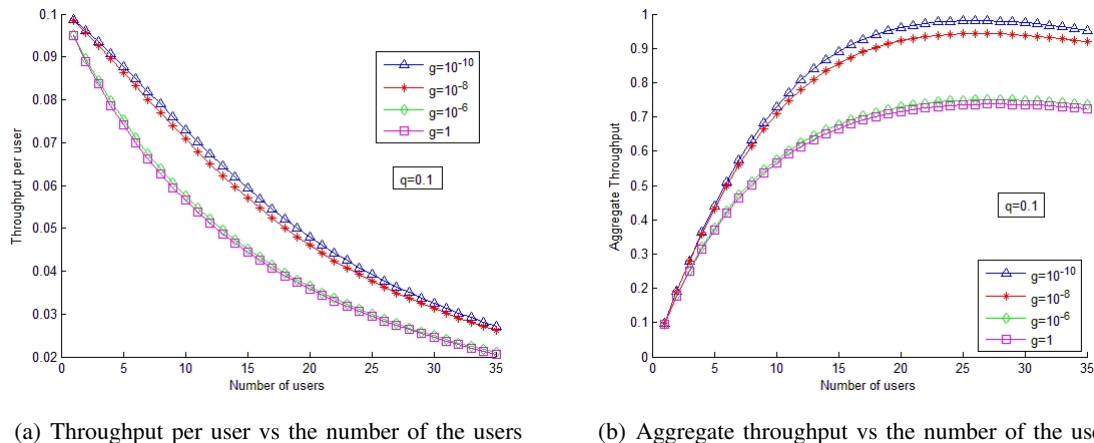 0.1
0.09
0.08
0.07
0.06
0.05
0.04
0.03
0.02
Throughput per user
0 5 10 15 20 25 30 35
Number of users
g=10⁻¹⁰
g=10⁻⁸
g=10⁻⁶
g=1
q=0.1
(a) Throughput per user vs the number of the users
1
0.9
0.8
0.7
0.6
0.5
0.4
0.3
0.2
0.1
0
Aggregate Throughput
0 5 10 15 20 25 30 35
Number of users
q=0.1
g=10⁻¹⁰
g=10⁻⁸
g=10⁻⁶
g=1
(b) Aggregate throughput vs the number of the